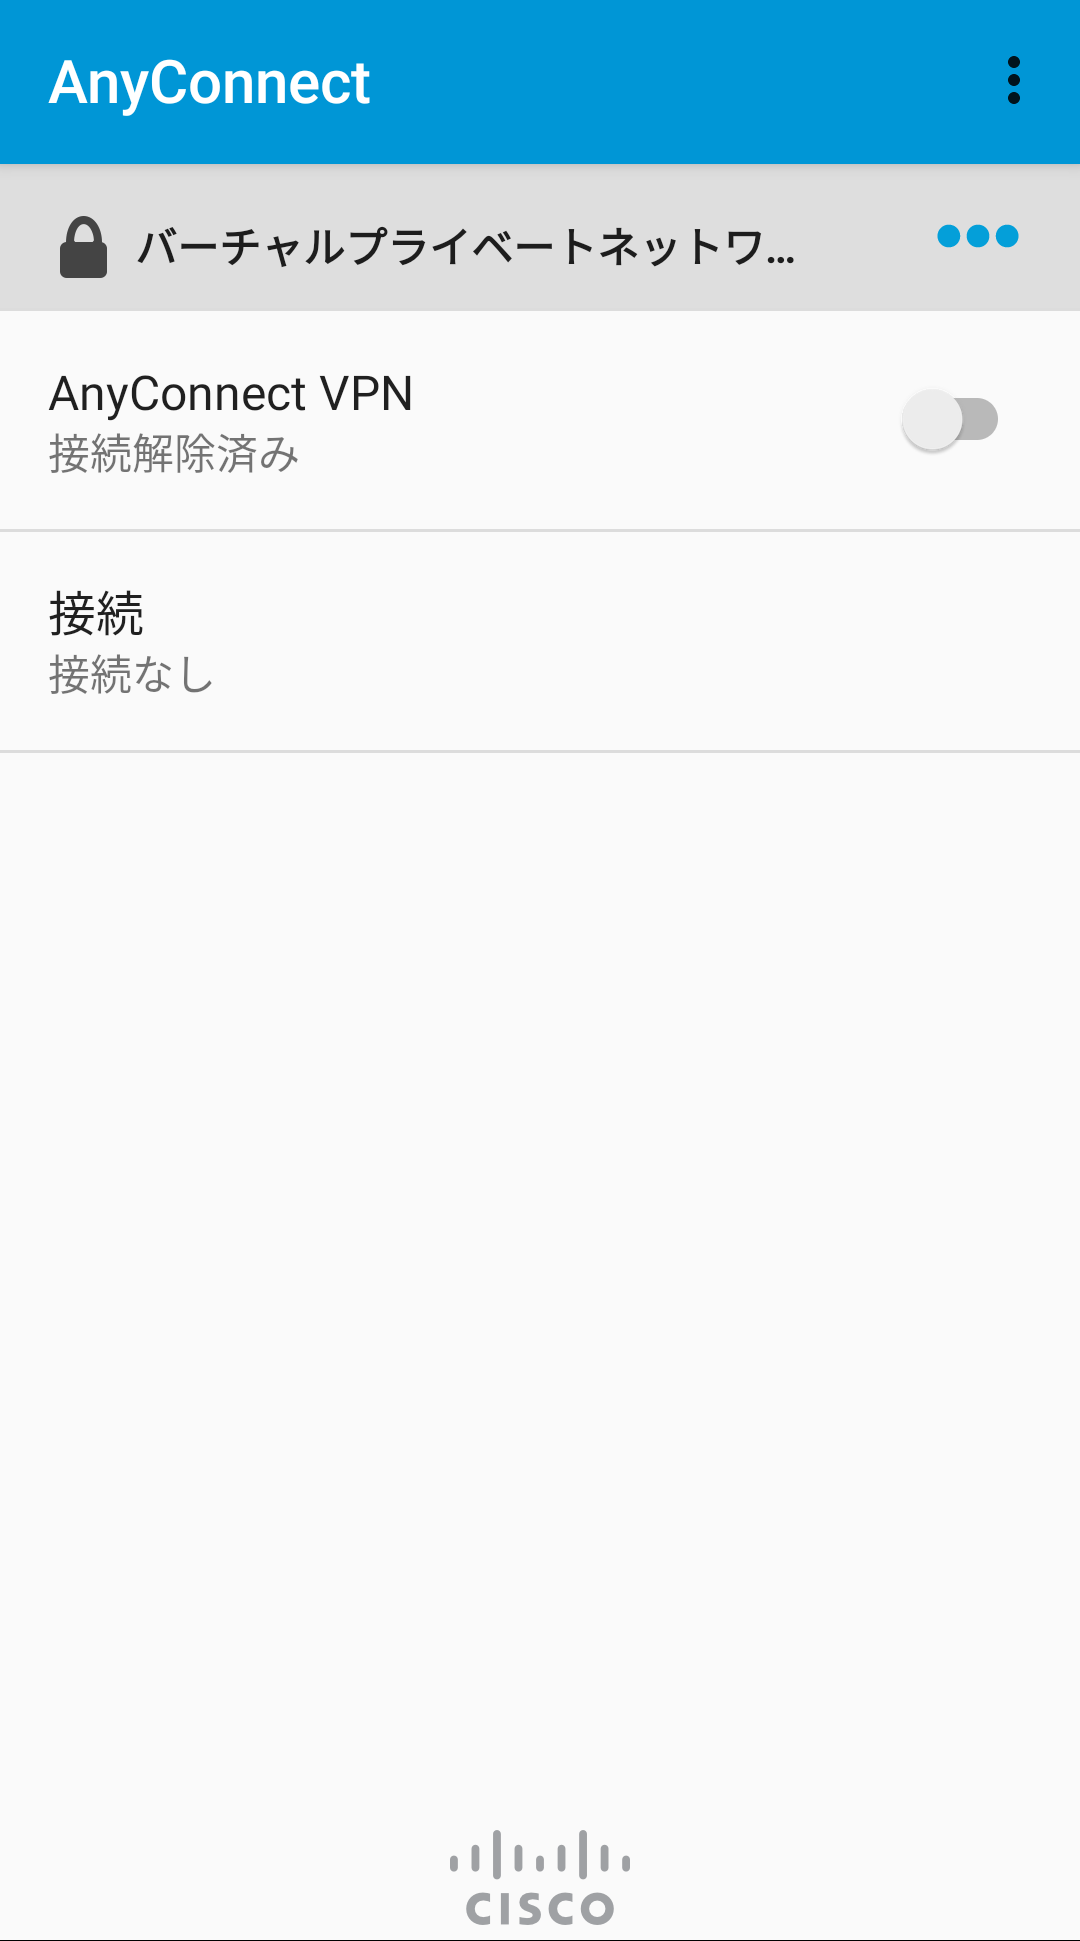 AnyConnect
バーチャルプライベートネットワ...
AnyConnect VPN
接続解除済み
接続
接続なし
CISCO